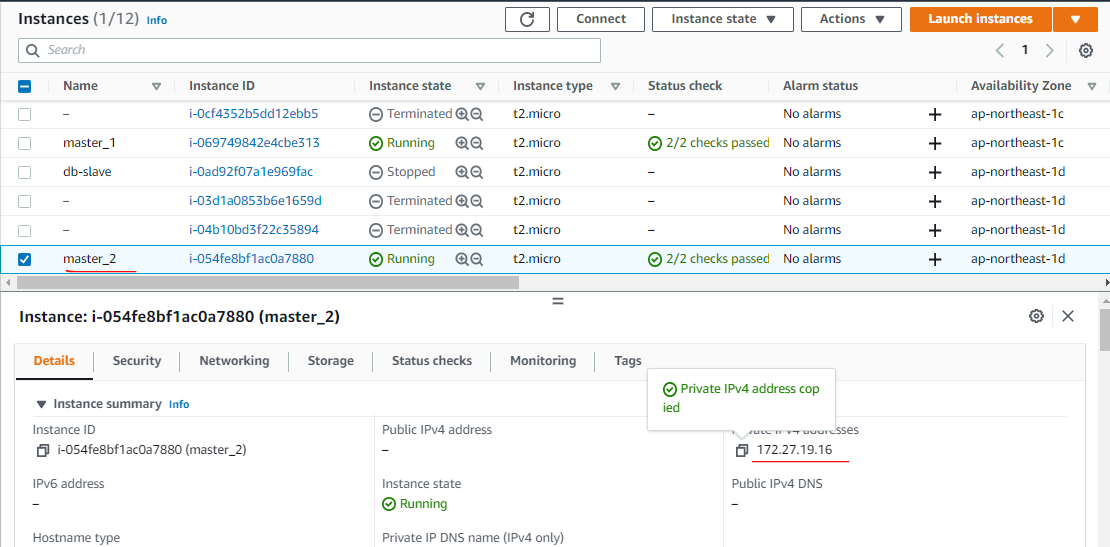 Instances (1/12) Info
Connect Instance state Actions Launch instances
Search
1
Name Instance ID Instance state Instance type Status check Alarm status Availability Zone
– i-0cf4352b5dd12ebb5 Terminated t2.micro – No alarms + ap-northeast-1c
master_1 i-069749842e4cbe313 Running t2.micro 2/2 checks passed No alarms + ap-northeast-1c
db-slave i-0ad92f07a1e969fac Stopped t2.micro – No alarms + ap-northeast-1d
– i-03d1a0853b6e1659d Terminated t2.micro – No alarms + ap-northeast-1d
– i-04b10bd3f22c35894 Terminated t2.micro – No alarms + ap-northeast-1d
master_2 i-054fe8bf1ac0a7880 Running t2.micro 2/2 checks passed No alarms + ap-northeast-1d
Instance: i-054fe8bf1ac0a7880 (master_2)
Details Security Networking Storage Status checks Monitoring Tags
Private IPv4 address cop
ied
Instance summary Info
Instance ID Public IPv4 address Private IPv4 addresses
i-054fe8bf1ac0a7880 (master_2) – 172.27.19.16
IPv6 address Instance state Public IPv4 DNS
– Running –
Hostname type Private IP DNS name (IPv4 only)